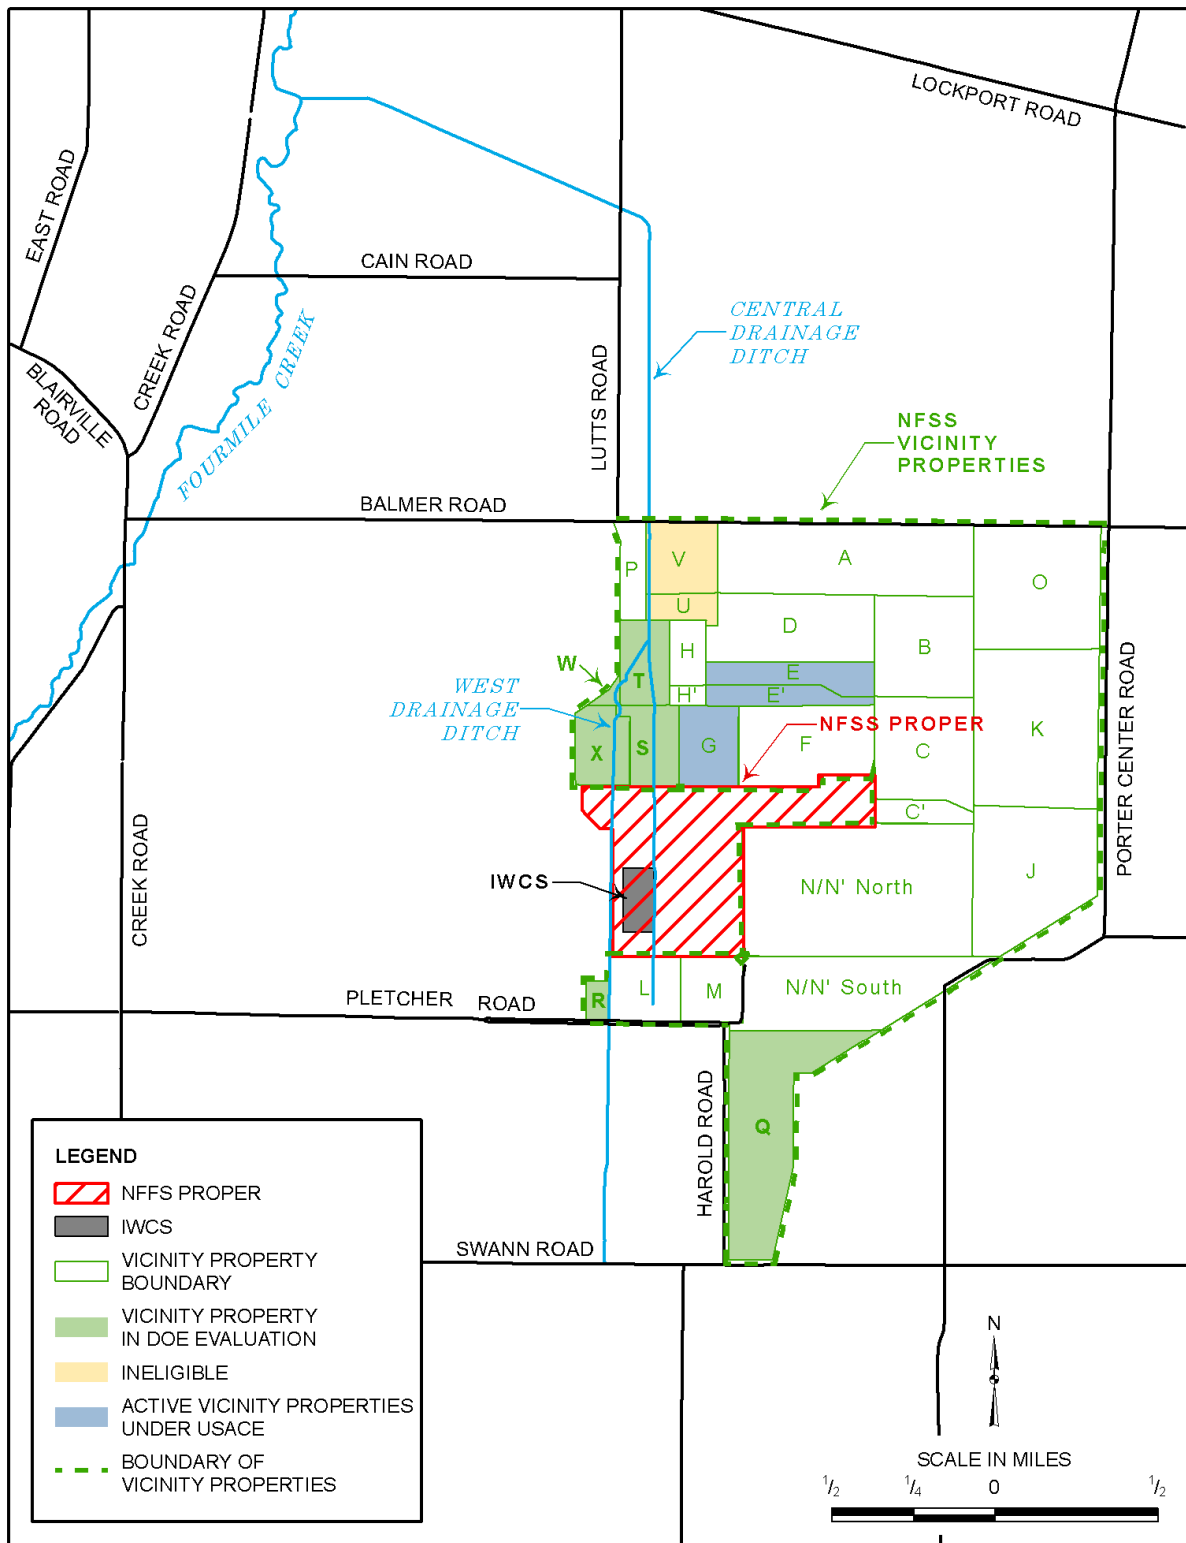 LOCKPORT ROAD
EAST ROAD
CAIN ROAD
CREEK ROAD
CENTRAL
DRAINAGE
DITCH
FOURMILE CREEK
BLAIRVILLE
ROAD
LUTTS ROAD
NFSS
VICINITY
PROPERTIES
BALMER ROAD
P
V
A
O
U
D
B
H
E
W
T
H'
E'
WEST
DRAINAGE
DITCH
NFSS PROPER
X
S
G
F
C
K
C'
PORTER CENTER ROAD
IWCS
N/N' North
J
CREEK ROAD
PLETCHER ROAD
R
L
M
N/N' South
HAROLD ROAD
Q
SWANN ROAD
LEGEND
NFFS PROPER
IWCS
VICINITY PROPERTY
BOUNDARY
VICINITY PROPERTY
IN DOE EVALUATION
INELIGIBLE
ACTIVE VICINITY PROPERTIES
UNDER USACE
BOUNDARY OF
VICINITY PROPERTIES
N
SCALE IN MILES
1/2 1/4 0 1/2